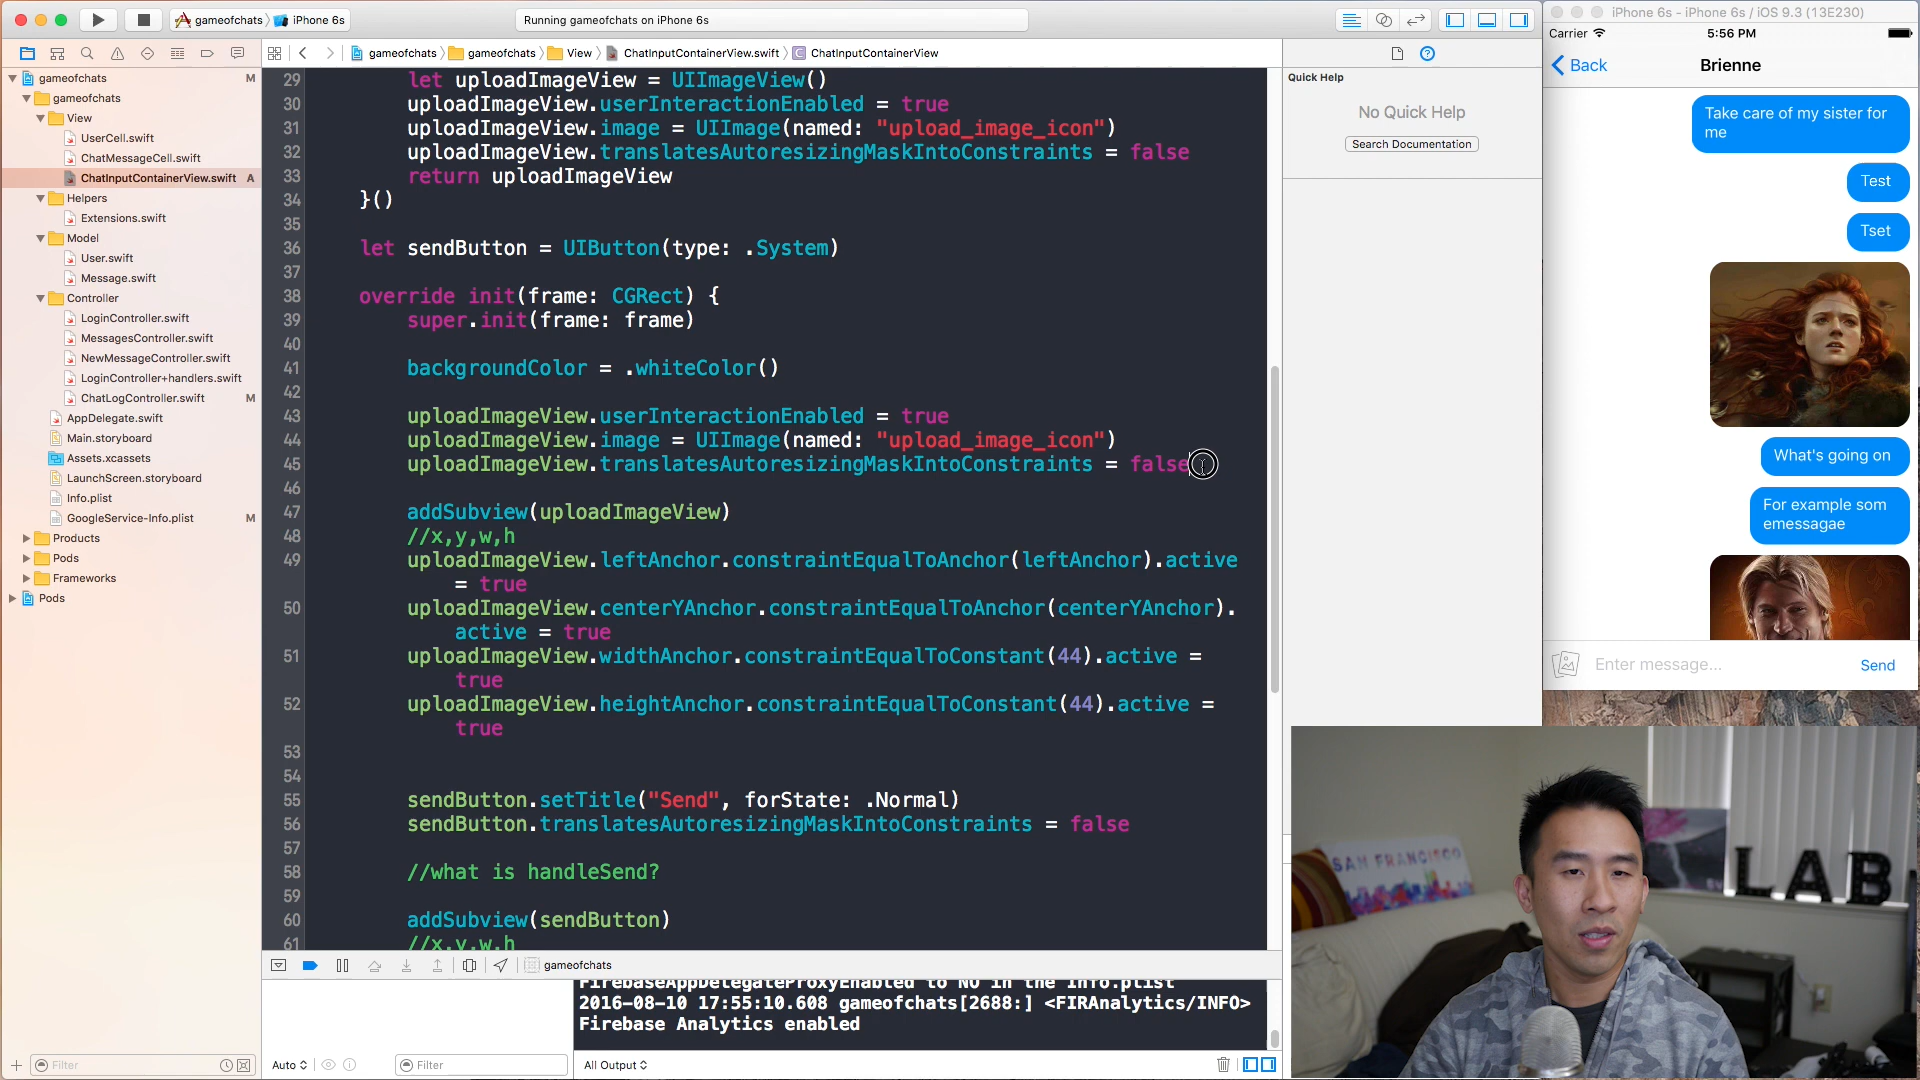 gameofchats
iPhone 6s
Running gameofchats on iPhone 6s
gameofchats
gameofchats
View
ChatInputContainerView.swift
ChatInputContainerView
gameofchats M
gameofchats
View
UserCell.swift
ChatMessageCell.swift
ChatInputContainerView.swift A
Helpers
Extensions.swift
Model
User.swift
Message.swift
Controller
LoginController.swift
MessagesController.swift
NewMessageController.swift
LoginController+handlers.swift
ChatLogController.swift M
AppDelegate.swift
Main.storyboard
Assets.xcassets
LaunchScreen.storyboard
Info.plist
GoogleService-Info.plist M
Products
Pods
Frameworks
Pods
Filter
29 let uploadImageView = UIImageView()
30 uploadImageView.userInteractionEnabled = true
31 uploadImageView.image = UIImage(named: "upload_image_icon")
32 uploadImageView.translatesAutoresizingMaskIntoConstraints = false
33 return uploadImageView
34 }()
35
36 let sendButton = UIButton(type: .System)
37
38 override init(frame: CGRect) {
39 super.init(frame: frame)
40
41 backgroundColor = .whiteColor()
42
43 uploadImageView.userInteractionEnabled = true
44 uploadImageView.image = UIImage(named: "upload_image_icon")
45 uploadImageView.translatesAutoresizingMaskIntoConstraints = false
46
47 addSubview(uploadImageView)
48 //x,y,w,h
49 uploadImageView.leftAnchor.constraintEqualToAnchor(leftAnchor).active
= true
50 uploadImageView.centerYAnchor.constraintEqualToAnchor(centerYAnchor).
active = true
51 uploadImageView.widthAnchor.constraintEqualToConstant(44).active =
true
52 uploadImageView.heightAnchor.constraintEqualToConstant(44).active =
true
53
54
55 sendButton.setTitle("Send", forState: .Normal)
56 sendButton.translatesAutoresizingMaskIntoConstraints = false
57
58 //what is handleSend?
59
60 addSubview(sendButton)
61 //x,y,w,h
gameofchats
FirebaseAppDelegateProxyEnabled to NO in the Info.plist
2016-08-10 17:55:10.608 gameofchats[2688:] <FIRAnalytics/INFO>
Firebase Analytics enabled
Auto
Filter
All Output
Quick Help
No Quick Help
Search Documentation
iPhone 6s - iPhone 6s / iOS 9.3 (13E230)
Carrier
5:56 PM
Back
Brienne
Take care of my sister for
me
Test
Tset
What's going on
For example som
emessagae
Enter message...
Send
SAN FRANCISCO
LAB